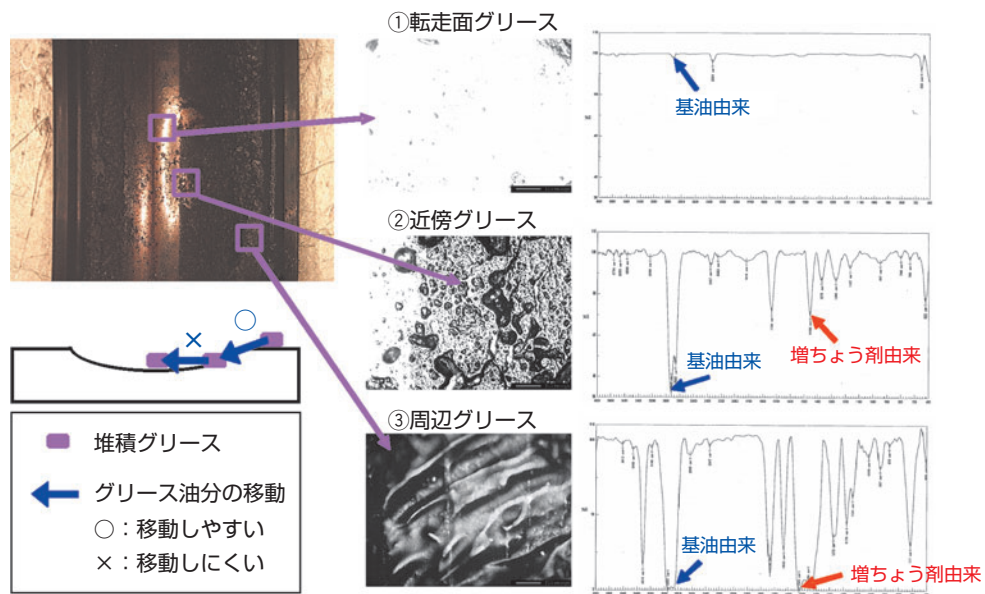 ①転走面グリース
基油由来
②近傍グリース
増ちょう剤由来
基油由来
③周辺グリース
基油由来
増ちょう剤由来
○
×
堆積グリース
グリース油分の移動
○：移動しやすい
×：移動しにくい